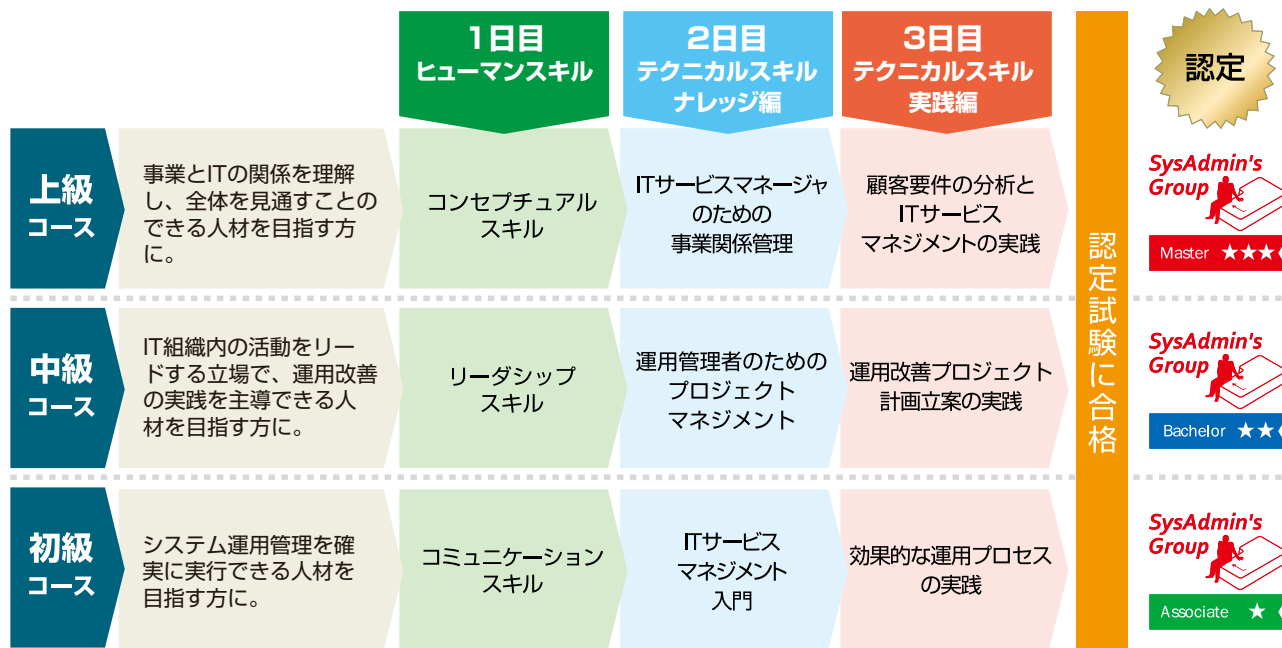 1日目
ヒューマンスキル
2日目
テクニカルスキル
ナレッジ編
3日目
テクニカルスキル
実践編
認定
上級
コース
事業とITの関係を理解
し、全体を見通すことの
できる人材を目指す方
に。
コンセプチュアル
スキル
ITサービスマネージャ
のための
事業関係管理
顧客要件の分析と
ITサービス
マネジメントの実践
SysAdmin's
Group
Master ★★★
中級
コース
IT組織内の活動をリー
ドする立場で、運用改善
の実践を主導できる人
材を目指す方に。
リーダシップ
スキル
運用管理者のための
プロジェクト
マネジメント
運用改善プロジェクト
計画立案の実践
SysAdmin's
Group
Bachelor ★★
初級
コース
システム運用管理を確
実に実行できる人材を
目指す方に。
コミュニケーション
スキル
ITサービス
マネジメント
入門
効果的な運用プロセス
の実践
SysAdmin's
Group
Associate ★
認定試験に合格